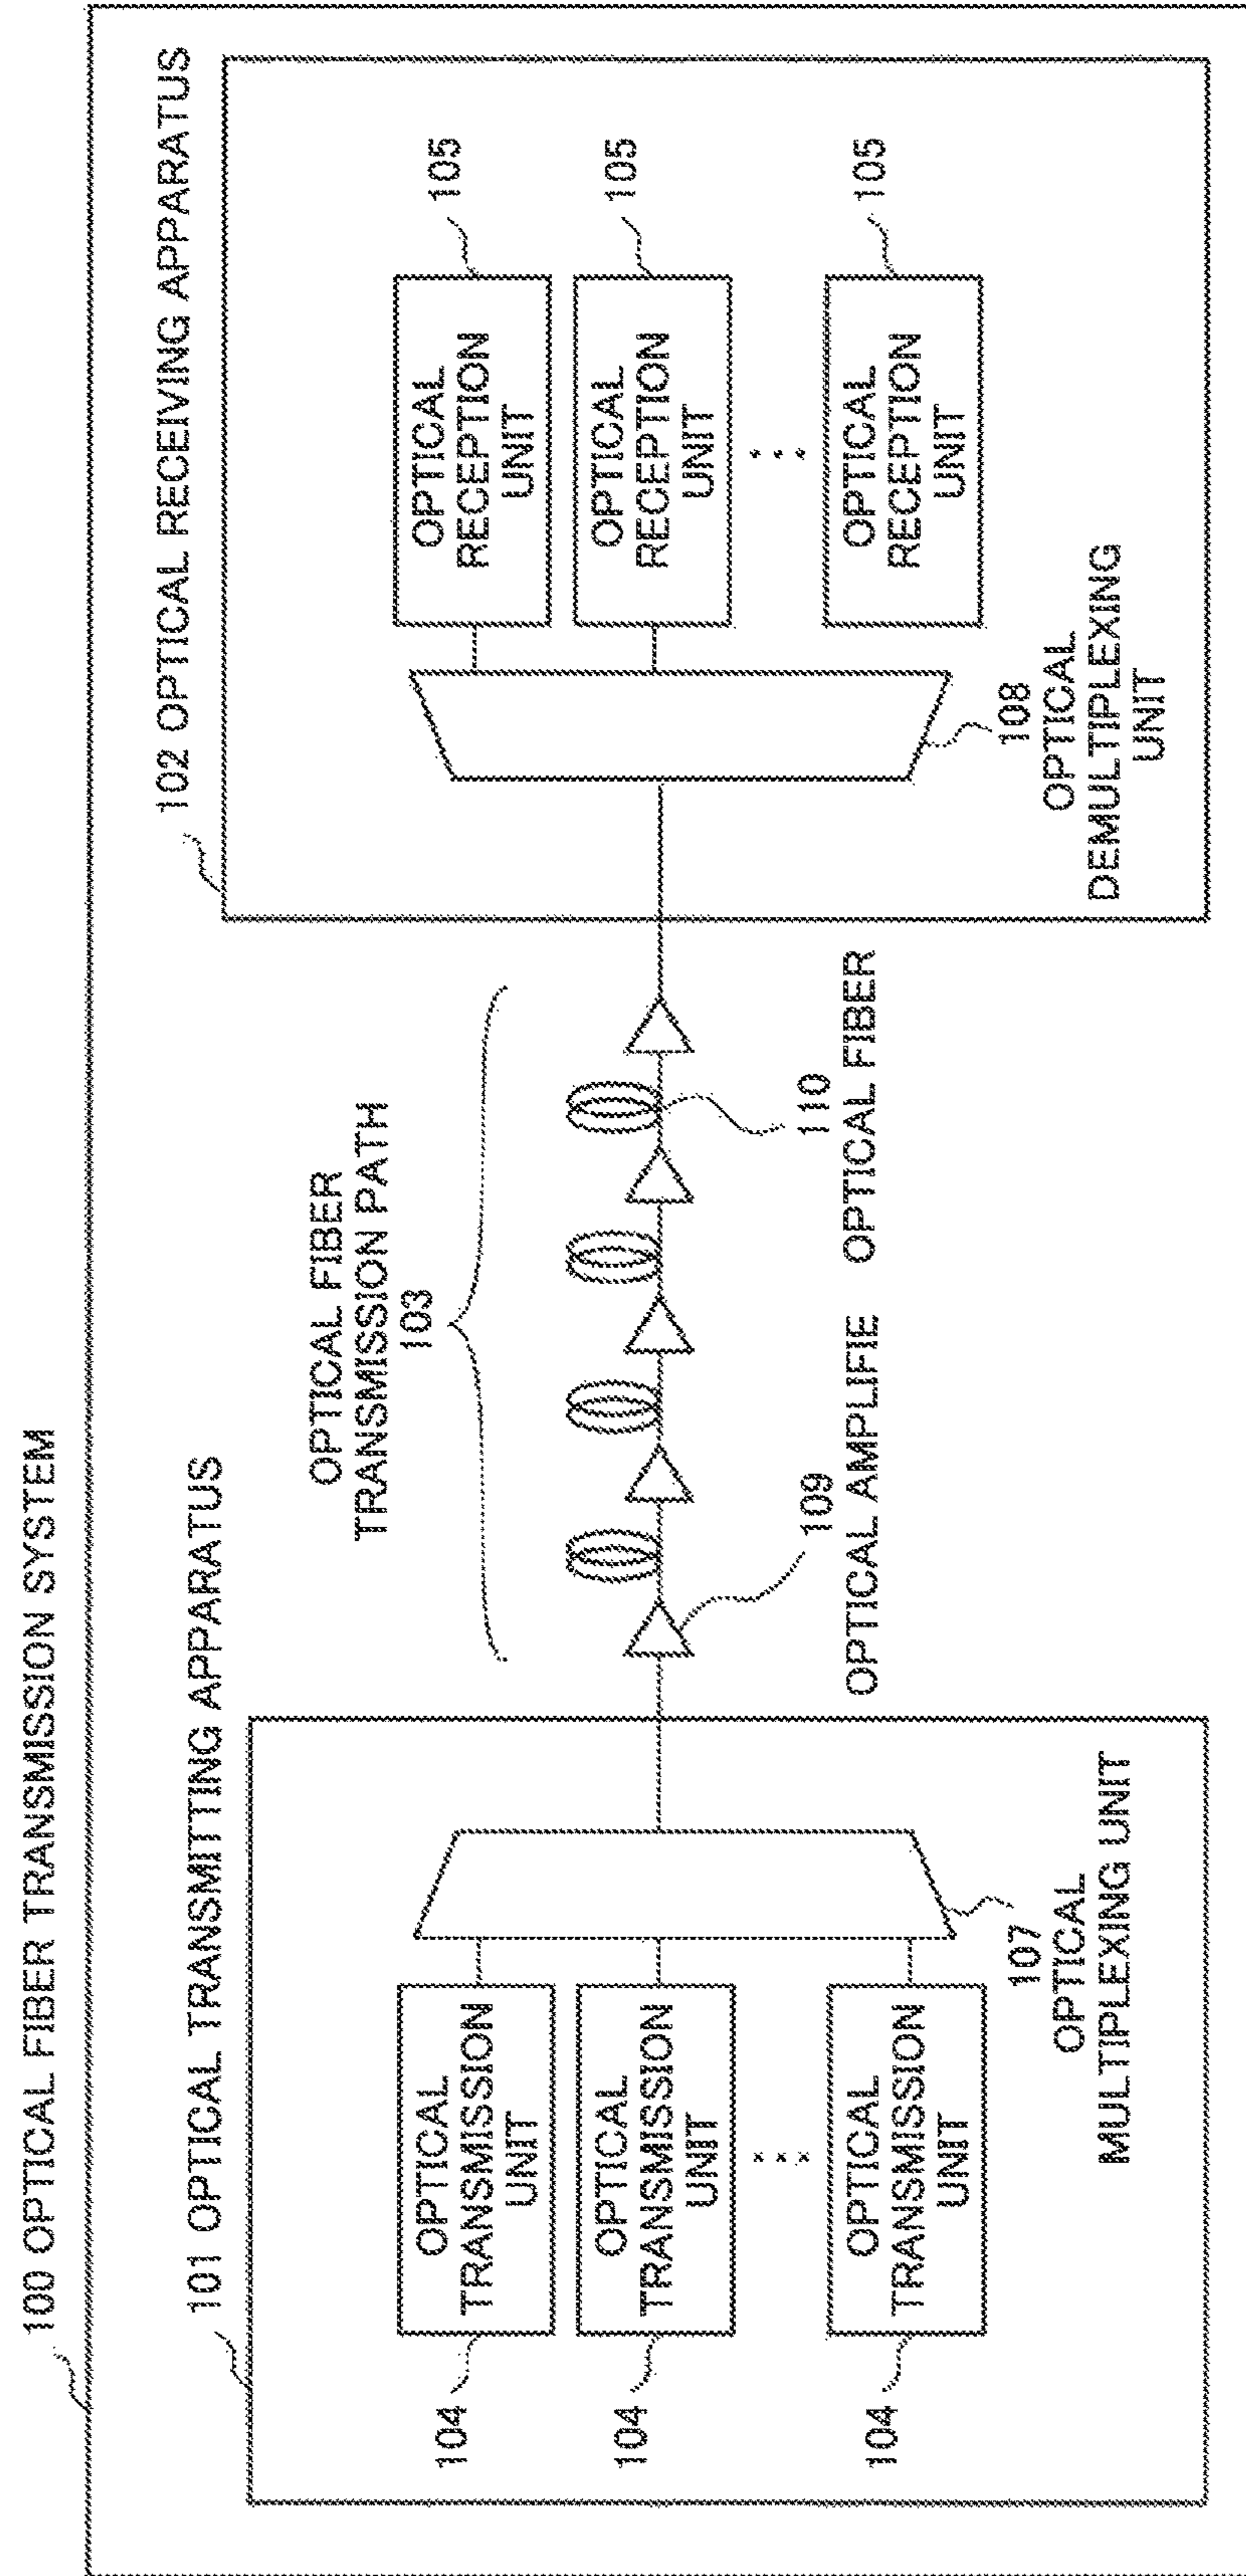 100 OPTICAL FIBER TRANSMISSION SYSTEM
101 OPTICAL TRANSMITTING APPARATUS
104
OPTICAL
TRANSMISSION
UNIT
104
OPTICAL
TRANSMISSION
UNIT
...
104
OPTICAL
TRANSMISSION
UNIT
107
OPTICAL
MULTIPLEXING UNIT
OPTICAL FIBER
TRANSMISSION PATH
103
109
OPTICAL AMPLIFIE
110
OPTICAL FIBER
102 OPTICAL RECEIVING APPARATUS
OPTICAL
RECEPTION
UNIT
105
OPTICAL
RECEPTION
UNIT
105
...
OPTICAL
RECEPTION
UNIT
105
108
OPTICAL
DEMULTIPLEXING
UNIT